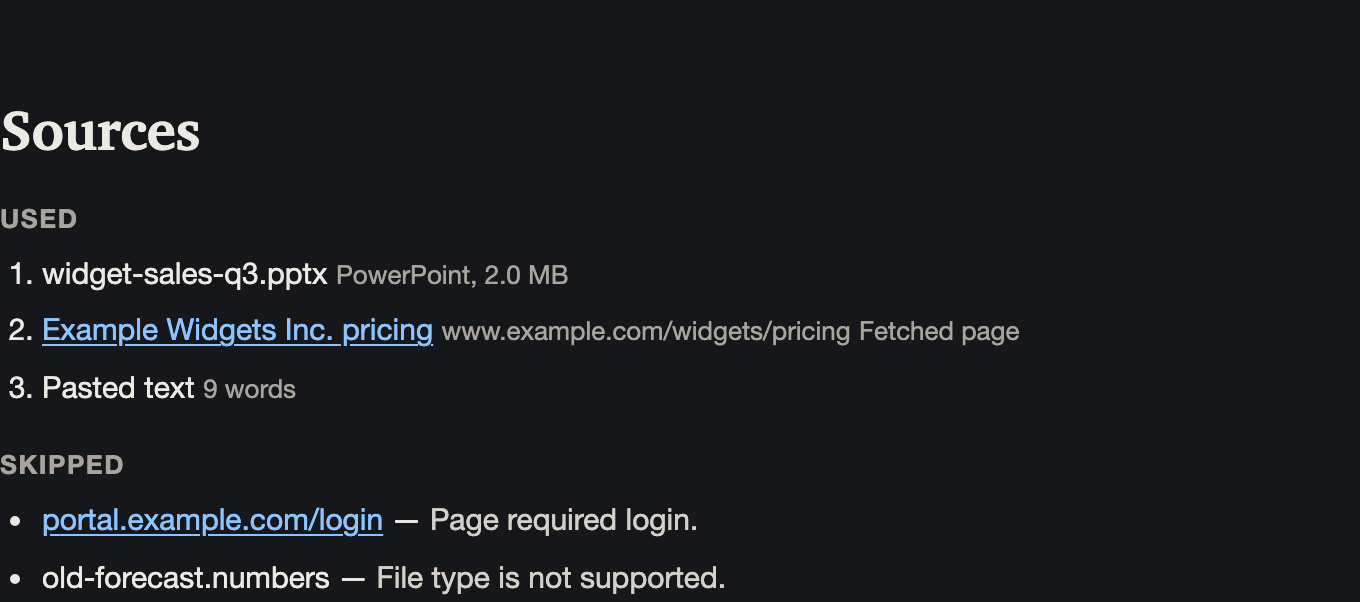 Sources
USED
1. widget-sales-q3.pptx PowerPoint, 2.0 MB
2. Example Widgets Inc. pricing www.example.com/widgets/pricing Fetched page
3. Pasted text 9 words
SKIPPED
• portal.example.com/login — Page required login.
• old-forecast.numbers — File type is not supported.